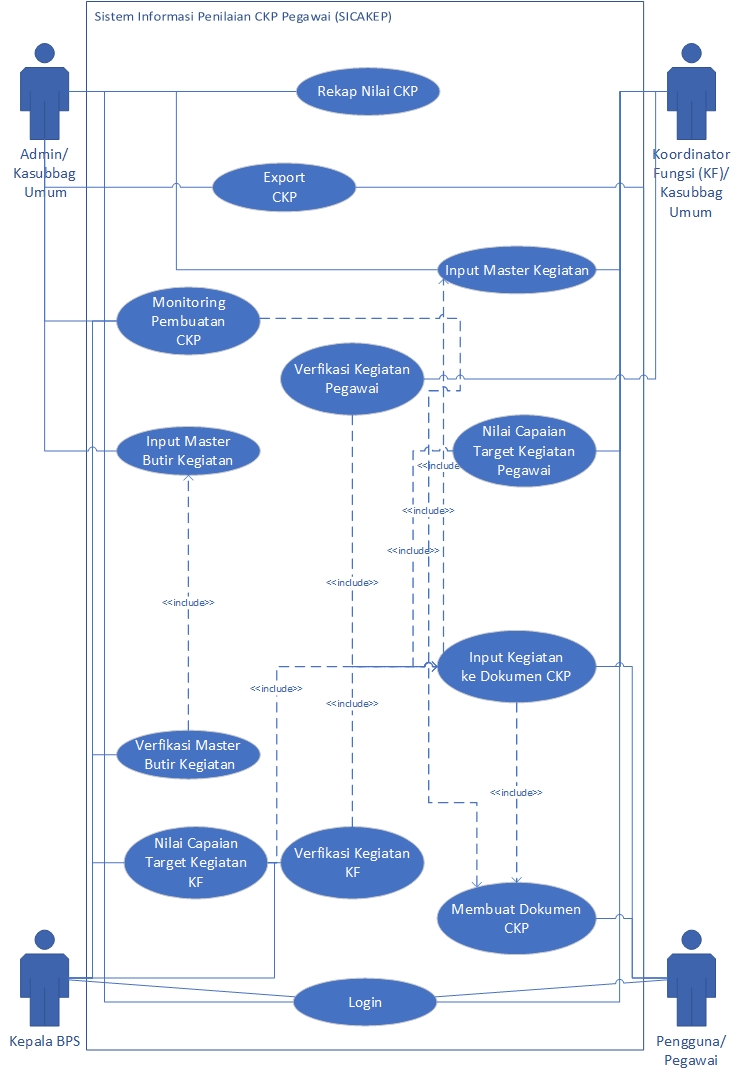 Sistem Informasi Penilaian CKP Pegawai (SICAKEP)
Rekap Nilai CKP
Admin/
Kasubbag
Umum
Koordinator
Fungsi (KF)/
Kasubbag
Umum
Export
CKP
Input Master Kegiatan
Monitoring
Pembuatan
CKP
Verfikasi Kegiatan
Pegawai
Input Master
Butir Kegiatan
Nilai Capaian
Target Kegiatan
Pegawai
<<include
<<include>>
<<include>>
<<include>>
<<include>>
Input Kegiatan
ke Dokumen CKP
<<include>>
<<include>>
Verfikasi Master
Butir Kegiatan
<<include>>
Nilai Capaian
Target Kegiatan
KF
Verfikasi Kegiatan
KF
Membuat Dokumen
CKP
Login
Kepala BPS
Pengguna/
Pegawai